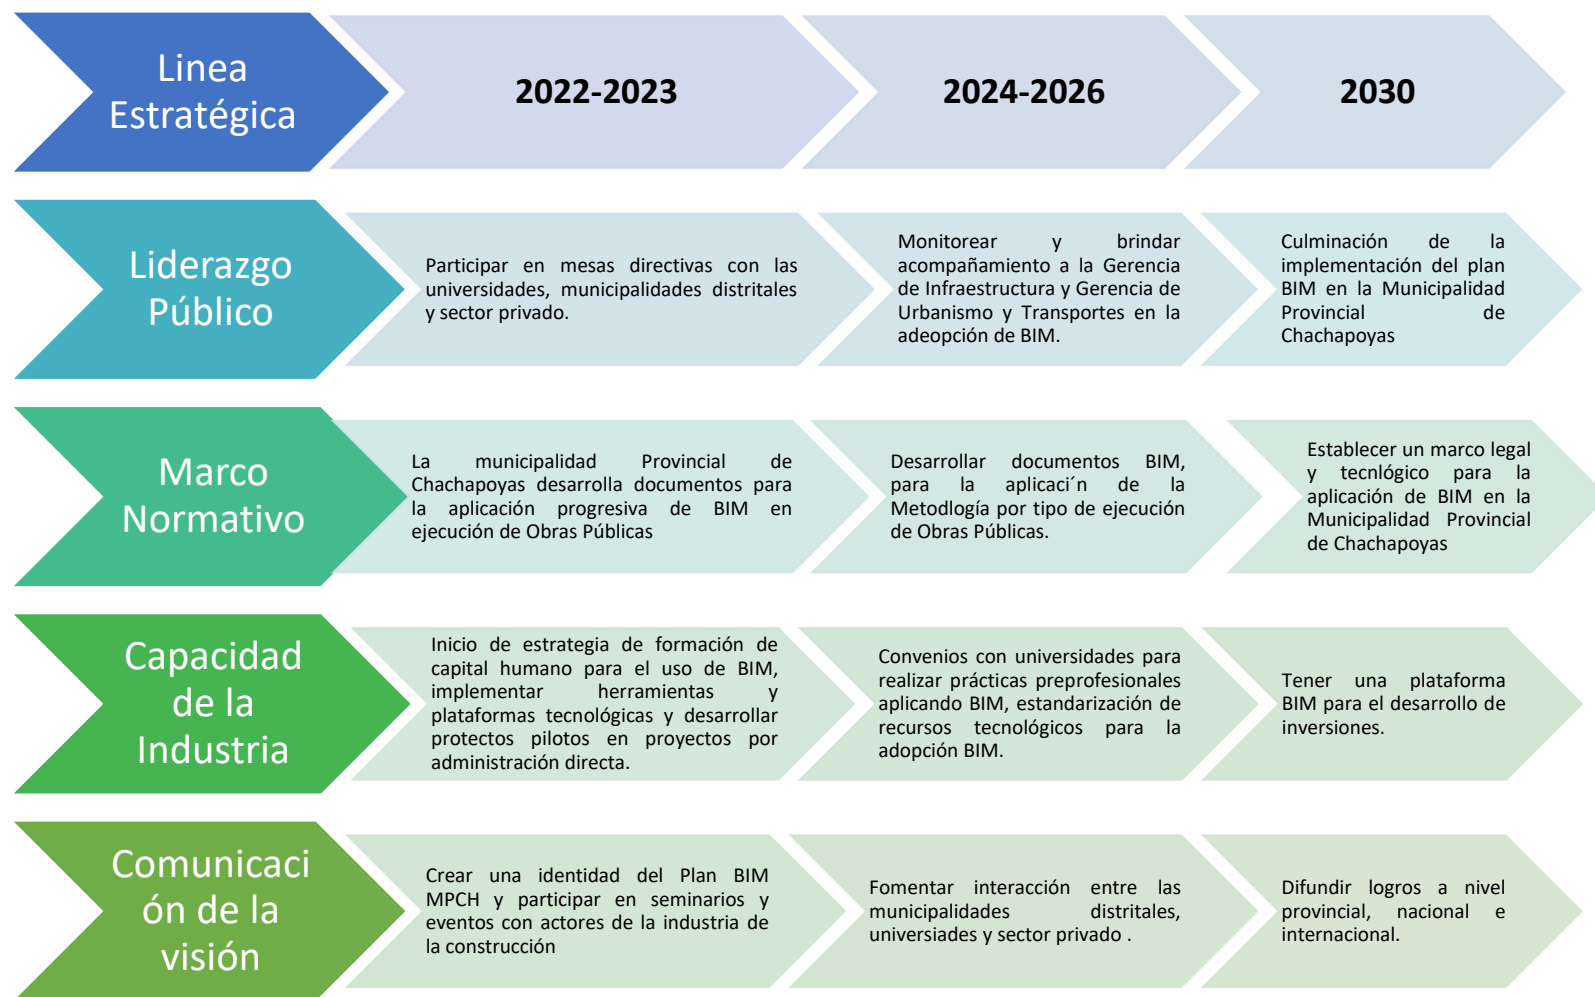 Linea
Estratégica
2022-2023
2024-2026
2030
Liderazgo
Público
Participar en mesas directivas con las
universidades, municipalidades distritales
y sector privado.
Monitorear y brindar
acompañamiento a la Gerencia
de Infraestructura y Gerencia de
Urbanismo y Transportes en la
adeopción de BIM.
Culminación de la
implementación del plan
BIM en la Municipalidad
Provincial de
Chachapoyas
Marco
Normativo
La municipalidad Provincial de
Chachapoyas desarrolla documentos para
la aplicación progresiva de BIM en
ejecución de Obras Públicas
Desarrollar documentos BIM,
para la aplicaci´n de la
Metodlogía por tipo de ejecución
de Obras Públicas.
Establecer un marco legal
y tecnlógico para la
aplicación de BIM en la
Municipalidad Provincial
de Chachapoyas
Capacidad
de la
Industria
Inicio de estrategia de formación de
capital humano para el uso de BIM,
implementar herramientas y
plataformas tecnológicas y desarrollar
protectos pilotos en proyectos por
administración directa.
Convenios con universidades para
realizar prácticas preprofesionales
aplicando BIM, estandarización de
recursos tecnológicos para la
adopción BIM.
Tener una plataforma
BIM para el desarrollo de
inversiones.
Comunicaci
ón de la
visión
Crear una identidad del Plan BIM
MPCH y participar en seminarios y
eventos con actores de la industria de
la construcción
Fomentar interacción entre las
municipalidades distritales,
universiades y sector privado .
Difundir logros a nivel
provincial, nacional e
internacional.